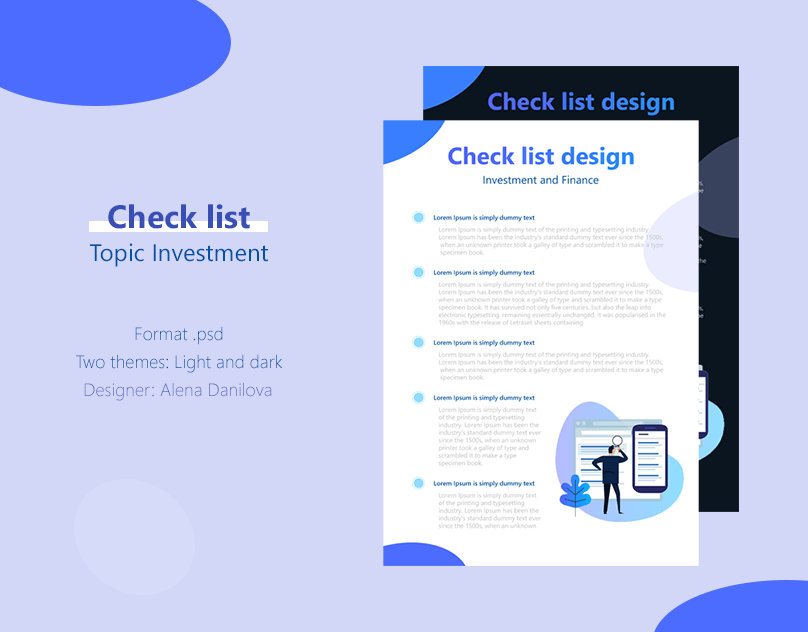 Check list
Topic Investment
Format .psd
Two themes: Light and dark
Designer: Alena Danilova
Check list design
Check list design
Investment and Finance
Lorem Ipsum is simply dummy text
Lorem Ipsum is simply dummy text of the printing and typesetting industry.
Lorem Ipsum has been the industry's standard dummy text ever since the 1500s,
when an unknown printer took a galley of type and scrambled it to make a type
specimen book.
Lorem Ipsum is simply dummy text
Lorem Ipsum is simply dummy text of the printing and typesetting industry.
Lorem Ipsum has been the industry's standard dummy text ever since the 1500s,
when an unknown printer took a galley of type and scrambled it to make a type
specimen book. It has survived not only five centuries, but also the leap into
electronic typesetting, remaining essentially unchanged. It was popularised in the
1960s with the release of Letraset sheets containing
Lorem Ipsum is simply dummy text
Lorem Ipsum is simply dummy text of the printing and typesetting industry.
Lorem Ipsum has been the industry's standard dummy text ever since the 1500s,
when an unknown printer took a galley of type and scrambled it to make a type
specimen book.
Lorem Ipsum is simply dummy text
Lorem Ipsum is simply dummy text
of the printing and typesetting
industry. Lorem Ipsum has been the
industry's standard dummy text ever
since the 1500s, when an unknown
printer took a galley of type and
scrambled it to make a type
specimen book.
Lorem Ipsum is simply dummy text
Lorem Ipsum is simply dummy text
of the printing and typesetting
industry. Lorem Ipsum has been the
industry's standard dummy text ever
since the 1500s, when an unknown